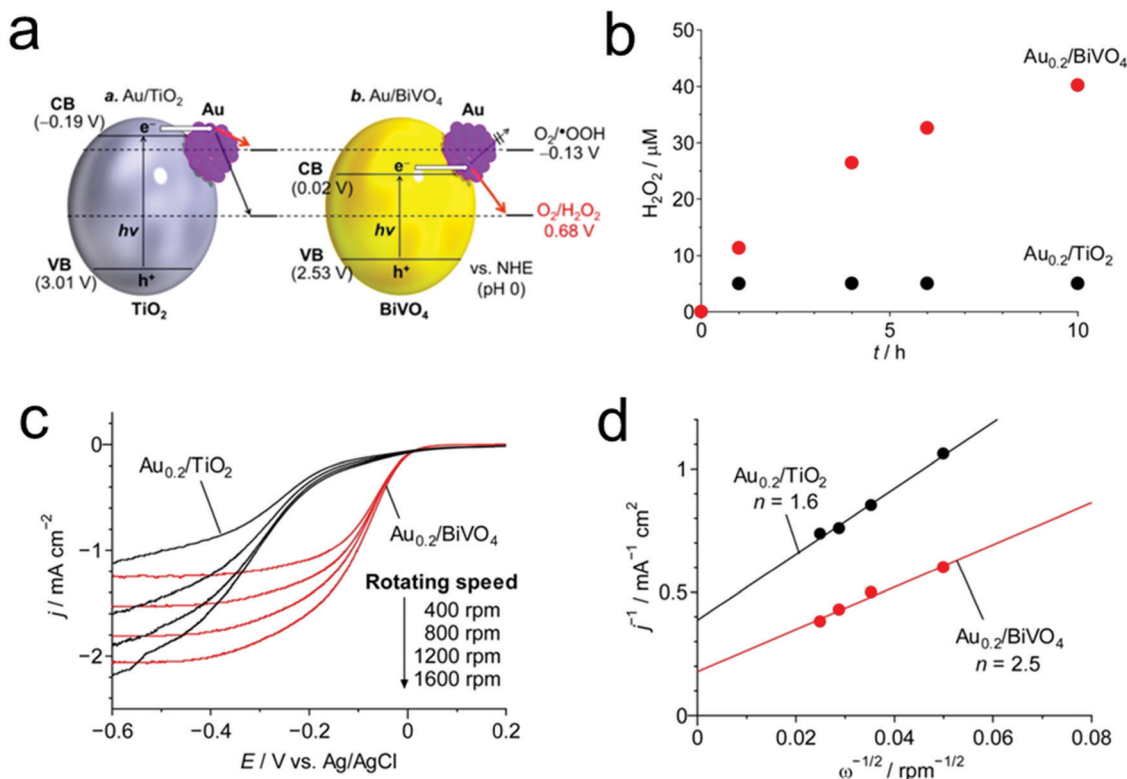 a
a. Au/TiO₂
b. Au/BiVO₄
CB
(−0.19 V)
Au
e⁻
hν
VB
(3.01 V)
h⁺
TiO₂
Au
CB
(0.02 V)
e⁻
hν
VB
(2.53 V)
h⁺
BiVO₄
O₂/•OOH
−0.13 V
O₂/H₂O₂
0.68 V
vs. NHE
(pH 0)
b
H₂O₂ / μM
50
40
30
20
10
0
Au₀.₂/BiVO₄
Au₀.₂/TiO₂
0
5
10
t / h
c
j / mA cm⁻²
0
−1
−2
Au₀.₂/TiO₂
Au₀.₂/BiVO₄
Rotating speed
400 rpm
800 rpm
1200 rpm
1600 rpm
−0.6
−0.4
−0.2
0
0.2
E / V vs. Ag/AgCl
d
j⁻¹ / mA⁻¹ cm²
1
0.5
0
Au₀.₂/TiO₂
n = 1.6
Au₀.₂/BiVO₄
n = 2.5
0
0.02
0.04
0.06
0.08
ω⁻¹/² / rpm⁻¹/²